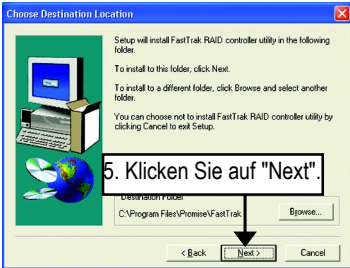 Choose Destination Location
Setup will install FastTrak RAID controller utility in the following
folder.
To install to this folder, click Next.
To install to a different folder, click Browse and select another
folder.
You can choose not to install FastTrak RAID controller utility by
clicking Cancel to exit Setup.
5. Klicken Sie auf "Next".
Destination Folder
C:\Program Files\Promise\FastTrak
Browse...
< Back
Next >
Cancel